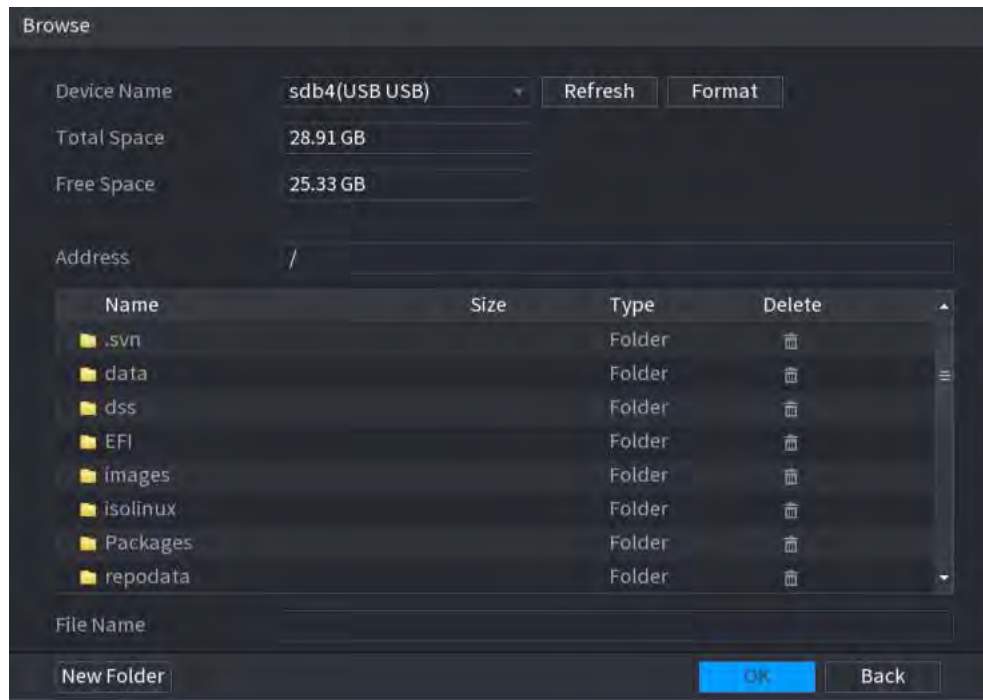 Browse
Device Name sdb4(USB USB) Refresh Format
Total Space 28.91 GB
Free Space 25.33 GB
Address /
Name Size Type Delete
.svn Folder
data Folder
dss Folder
EFI Folder
images Folder
isolinux Folder
Packages Folder
repodata Folder
File Name
New Folder OK Back